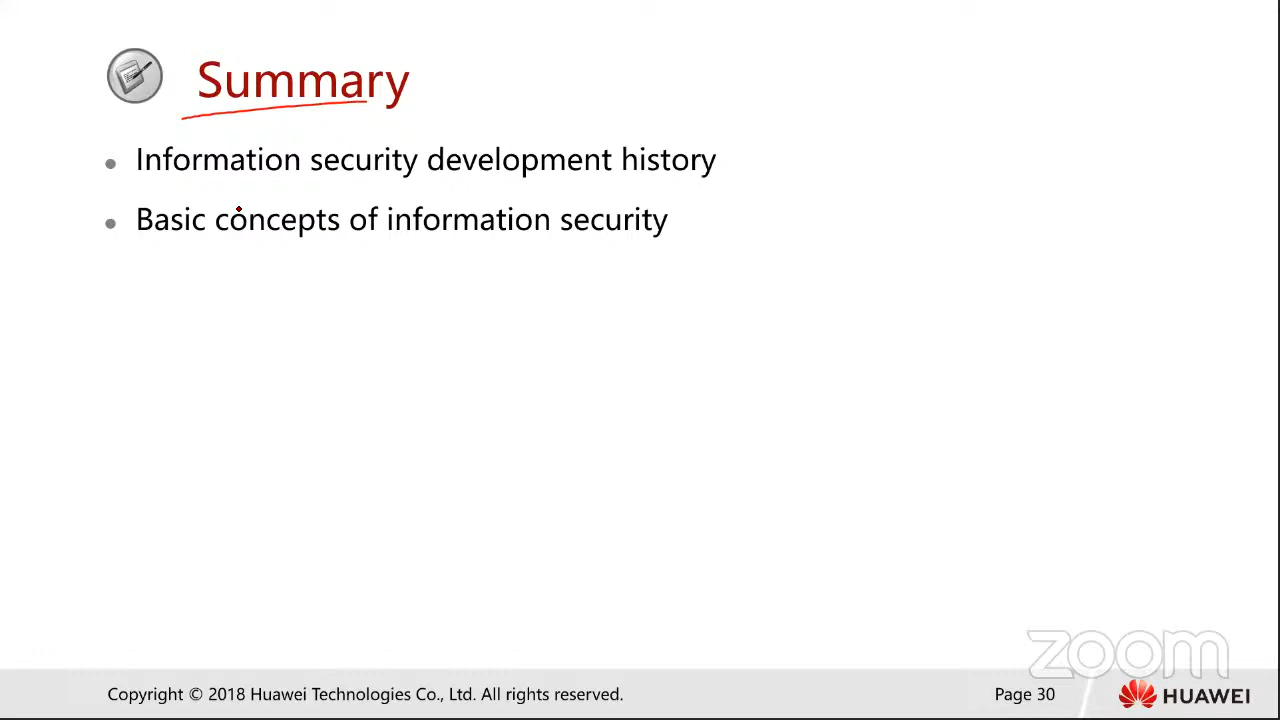 Summary
Information security development history
Basic concepts of information security
zoom
Copyright © 2018 Huawei Technologies Co., Ltd. All rights reserved.
Page 30
HUAWEI